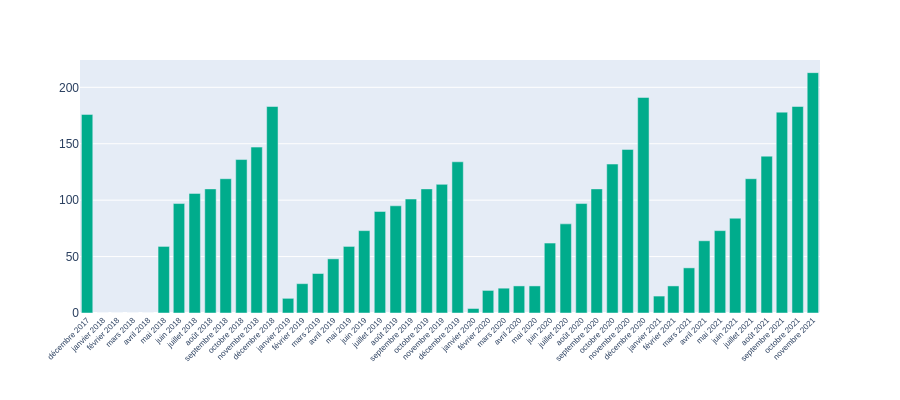 200
150
100
50
0
décembre 2017
janvier 2018
février 2018
mars 2018
avril 2018
mai 2018
juin 2018
juillet 2018
août 2018
septembre 2018
octobre 2018
novembre 2018
décembre 2018
janvier 2019
février 2019
mars 2019
avril 2019
mai 2019
juin 2019
juillet 2019
août 2019
septembre 2019
octobre 2019
novembre 2019
décembre 2019
janvier 2020
février 2020
mars 2020
avril 2020
mai 2020
juin 2020
juillet 2020
août 2020
septembre 2020
octobre 2020
novembre 2020
décembre 2020
janvier 2021
février 2021
mars 2021
avril 2021
mai 2021
juin 2021
juillet 2021
août 2021
septembre 2021
octobre 2021
novembre 2021